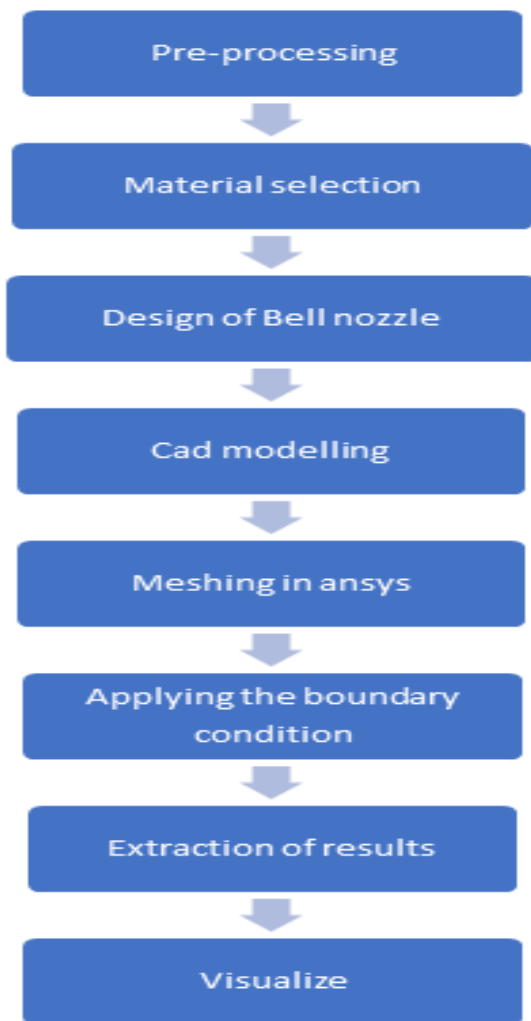 Pre-processing
Material selection
Design of Bell nozzle
Cad modelling
Meshing in ansys
Applying the boundary
condition
Extraction of results
Visualize